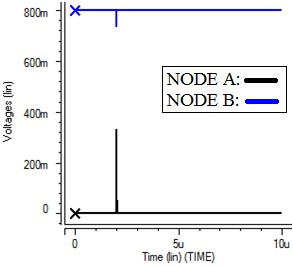 800m
600m
400m
200m
0
Voltages (lin)
NODE A:
NODE B:
0
5u
10u
Time (lin) (TIME)